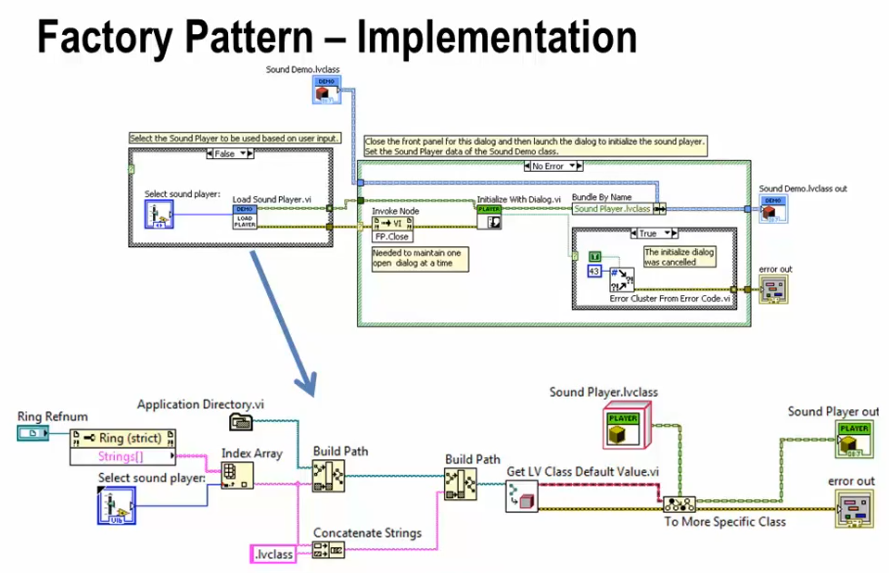 Factory Pattern – Implementation
Sound Demo.lvclass
DEMO
Select the Sound Player to be used based on user input.
False
Select sound player:
Load Sound Player.vi
DEMO
LOAD
PLAYER
Close the front panel for this dialog and then launch the dialog to initialize the sound player.
Set the Sound Player data of the Sound Demo class.
No Error
Invoke Node
VI
FP.Close
Needed to maintain one
open dialog at a time
Initialize With Dialog.vi
PLAYER
Bundle By Name
Sound Player.lvclass
Sound Demo.lvclass out
DEMO
True
The initialize dialog
was cancelled
43
Error Cluster From Error Code.vi
error out
Ring Refnum
Ring (strict)
Strings[]
Select sound player:
Application Directory.vi
Index Array
Build Path
Concatenate Strings
.lvclass
Build Path
Get LV Class Default Value.vi
Sound Player.lvclass
PLAYER
To More Specific Class
Sound Player out
PLAYER
error out